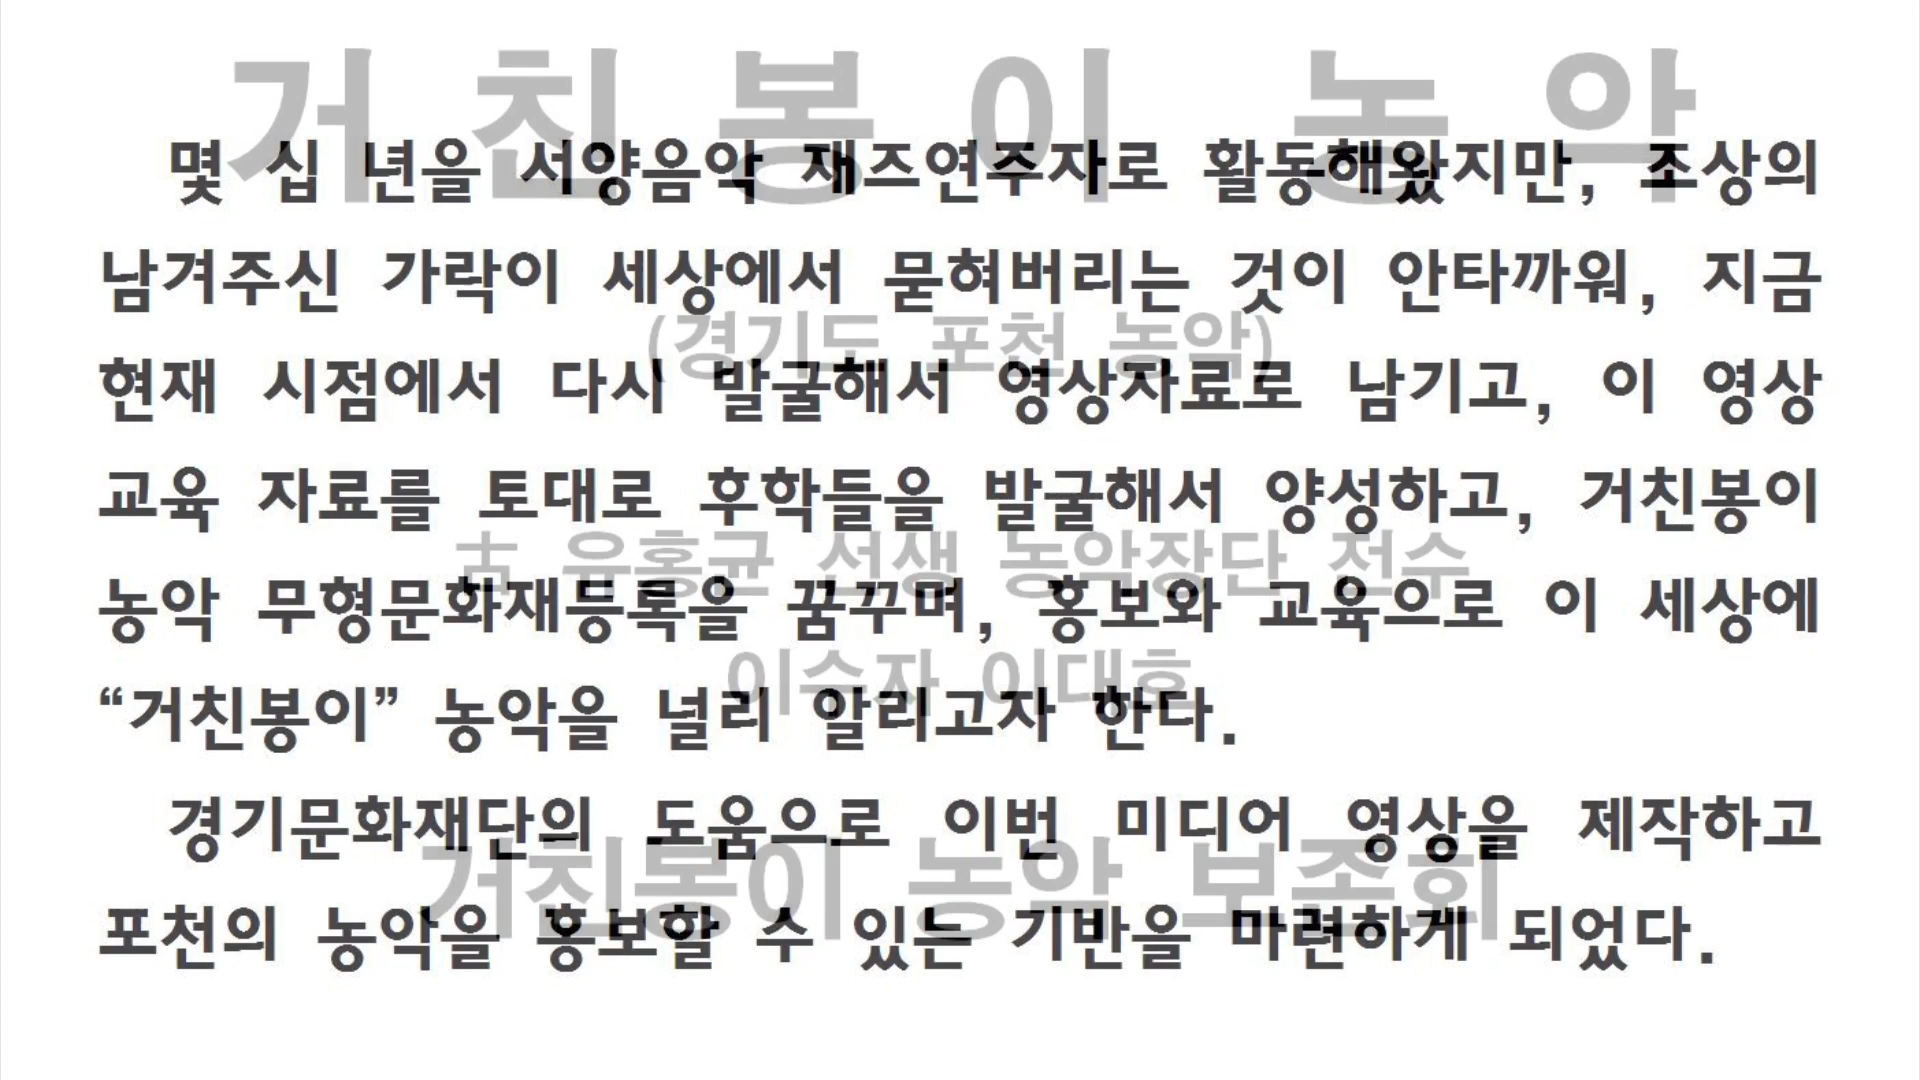 거친봉이 농악
몇 십 년을 서양음악 재즈연주자로 활동해왔지만, 조상의
남겨주신 가락이 세상에서 묻혀버리는 것이 안타까워, 지금
(경기도 포천 농악)
현재 시점에서 다시 발굴해서 영상자료로 남기고, 이 영상
교육 자료를 토대로 후학들을 발굴해서 양성하고, 거친봉이
古 유홍균 선생 농악장단 전수
농악 무형문화재등록을 꿈꾸며, 홍보와 교육으로 이 세상에
이수자 이대호
“거친봉이” 농악을 널리 알리고자 한다.
경기문화재단의 도움으로 이번 미디어 영상을 제작하고
거친봉이 농악 보존회
포천의 농악을 홍보할 수 있는 기반을 마련하게 되었다.